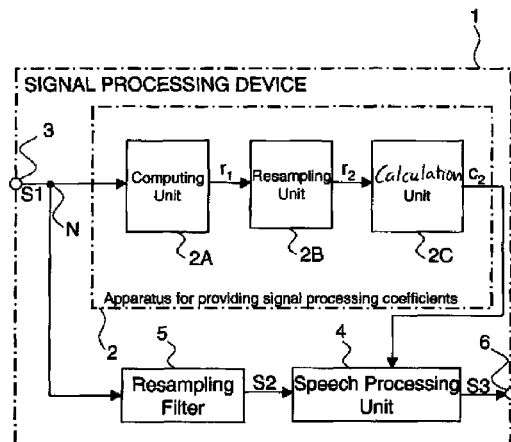 1
SIGNAL PROCESSING DEVICE
3
S1
N
Computing
Unit
r1
Resampling
Unit
r2
Calculation
Unit
c2
2A
2B
2C
Apparatus for providing signal processing coefficients
2
5
4
6
Resampling
Filter
S2
Speech Processing
Unit
S3